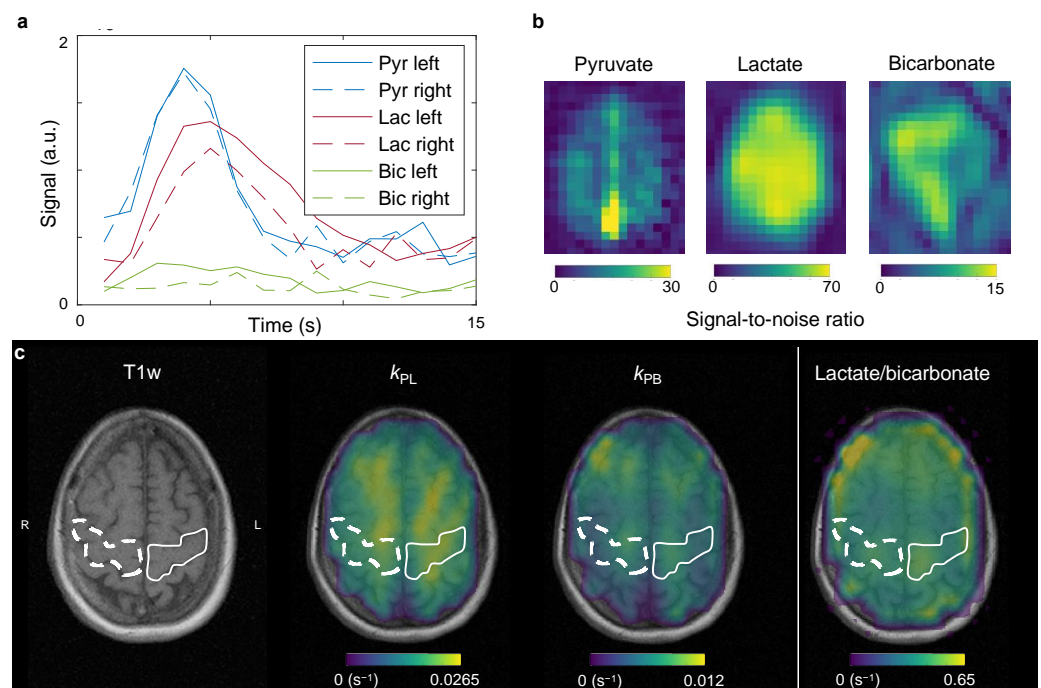 a
2
Signal (a.u.)
0
0
Time (s)
15
Pyr left
Pyr right
Lac left
Lac right
Bic left
Bic right
b
Pyruvate
Lactate
Bicarbonate
0
30
0
70
0
15
Signal-to-noise ratio
c
T1w
kPL
kPB
Lactate/bicarbonate
R
L
0 (s⁻¹)
0.0265
0 (s⁻¹)
0.012
0 (s⁻¹)
0.65